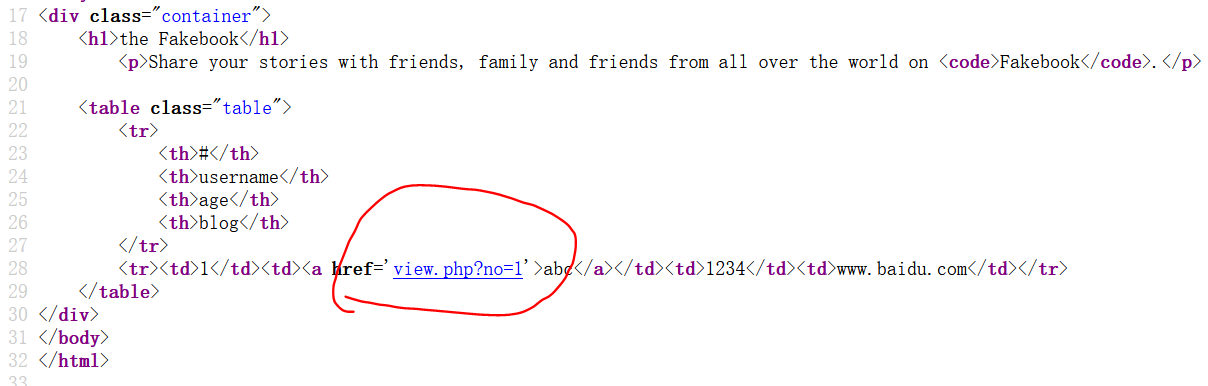 17 <div class="container">
18 <h1>the Fakebook</h1>
19 <p>Share your stories with friends, family and friends from all over the world on <code>Fakebook</code>.</p>
20
21 <table class="table">
22 <tr>
23 <th>#</th>
24 <th>username</th>
25 <th>age</th>
26 <th>blog</th>
27 </tr>
28 <tr><td>1</td><td><a href='view.php?no=1'>abc</a></td><td>1234</td><td>www.baidu.com</td></tr>
29 </table>
30 </div>
31 </body>
32 </html>
33